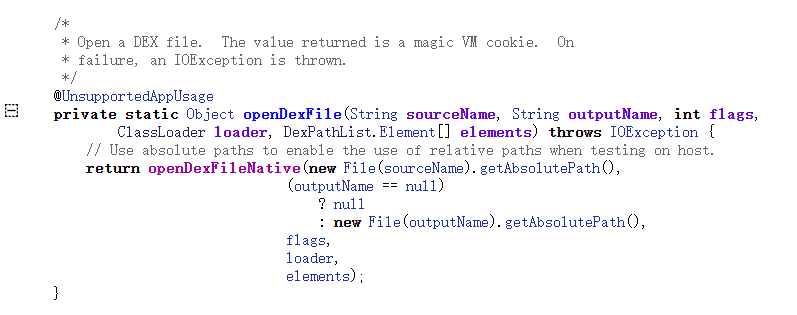 /*
 * Open a DEX file.  The value returned is a magic VM cookie.  On
 * failure, an IOException is thrown.
 */
@UnsupportedAppUsage
private static Object openDexFile(String sourceName, String outputName, int flags,
        ClassLoader loader, DexPathList.Element[] elements) throws IOException {
    // Use absolute paths to enable the use of relative paths when testing on host.
    return openDexFileNative(new File(sourceName).getAbsolutePath(),
                             (outputName == null)
                                 ? null
                                 : new File(outputName).getAbsolutePath(),
                             flags,
                             loader,
                             elements);
}